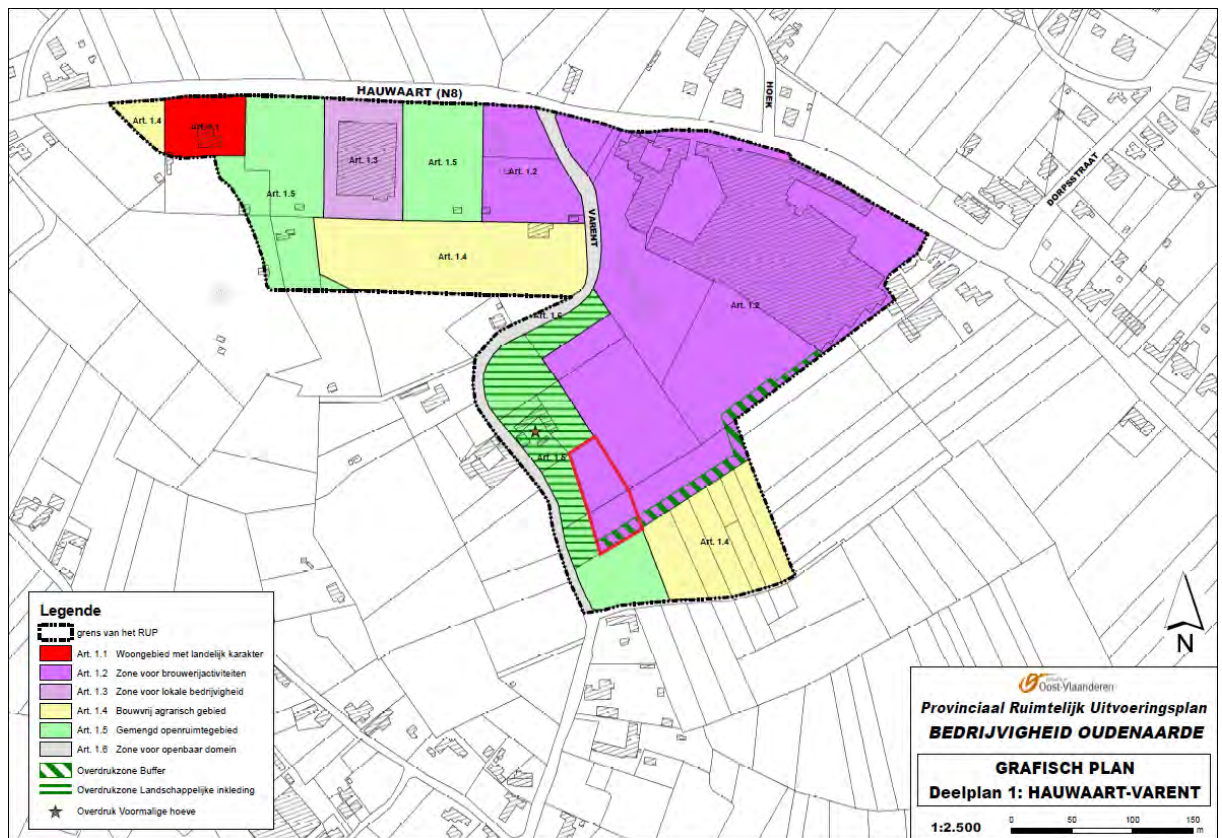 HAUWAART (N8)
HOEK
DORPSSTRAAT
VARENT
Art. 1.4
Art. 1.5
Art. 1.3
Art. 1.5
Art. 1.2
Art. 1.5
Art. 1.4
Art. 1.2
Art. 1.6
Art. 1.4
Legende
grens van het RUP
Art. 1.1 Woongebied met landelijk karakter
Art. 1.2 Zone voor brouwerijactiviteiten
Art. 1.3 Zone voor lokale bedrijvigheid
Art. 1.4 Bouwvrij agrarisch gebied
Art. 1.5 Gemengd openruimtegebied
Art. 1.6 Zone voor openbaar domein
Overdrukzone Buffer
Overdrukzone Landschappelijke inkleding
Overdruk Voormalige hoeve
N
Oost-Vlaanderen
Provinciaal Ruimtelijk Uitvoeringsplan
BEDRIJVIGHEID OUDENAARDE
GRAFISCH PLAN
Deelplan 1: HAUWAART-VARENT
1:2.500
0 50 100 150
m